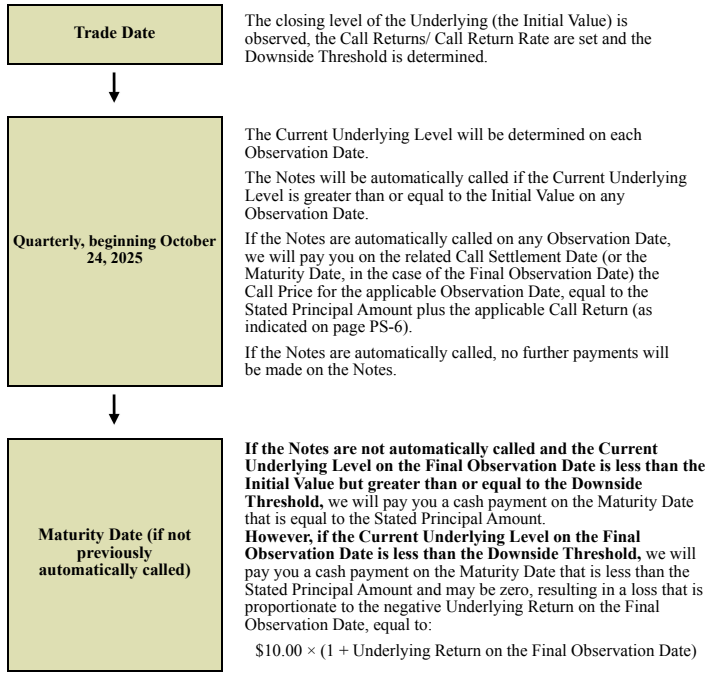 Trade Date
The closing level of the Underlying (the Initial Value) is
observed, the Call Returns/ Call Return Rate are set and the
Downside Threshold is determined.
Quarterly, beginning October
24, 2025
The Current Underlying Level will be determined on each
Observation Date.
The Notes will be automatically called if the Current Underlying
Level is greater than or equal to the Initial Value on any
Observation Date.
If the Notes are automatically called on any Observation Date,
we will pay you on the related Call Settlement Date (or the
Maturity Date, in the case of the Final Observation Date) the
Call Price for the applicable Observation Date, equal to the
Stated Principal Amount plus the applicable Call Return (as
indicated on page PS-6).
If the Notes are automatically called, no further payments will
be made on the Notes.
Maturity Date (if not
previously
automatically called)
If the Notes are not automatically called and the Current
Underlying Level on the Final Observation Date is less than the
Initial Value but greater than or equal to the Downside
Threshold, we will pay you a cash payment on the Maturity Date
that is equal to the Stated Principal Amount.
However, if the Current Underlying Level on the Final
Observation Date is less than the Downside Threshold, we will
pay you a cash payment on the Maturity Date that is less than the
Stated Principal Amount and may be zero, resulting in a loss that is
proportionate to the negative Underlying Return on the Final
Observation Date, equal to:
$10.00 × (1 + Underlying Return on the Final Observation Date)